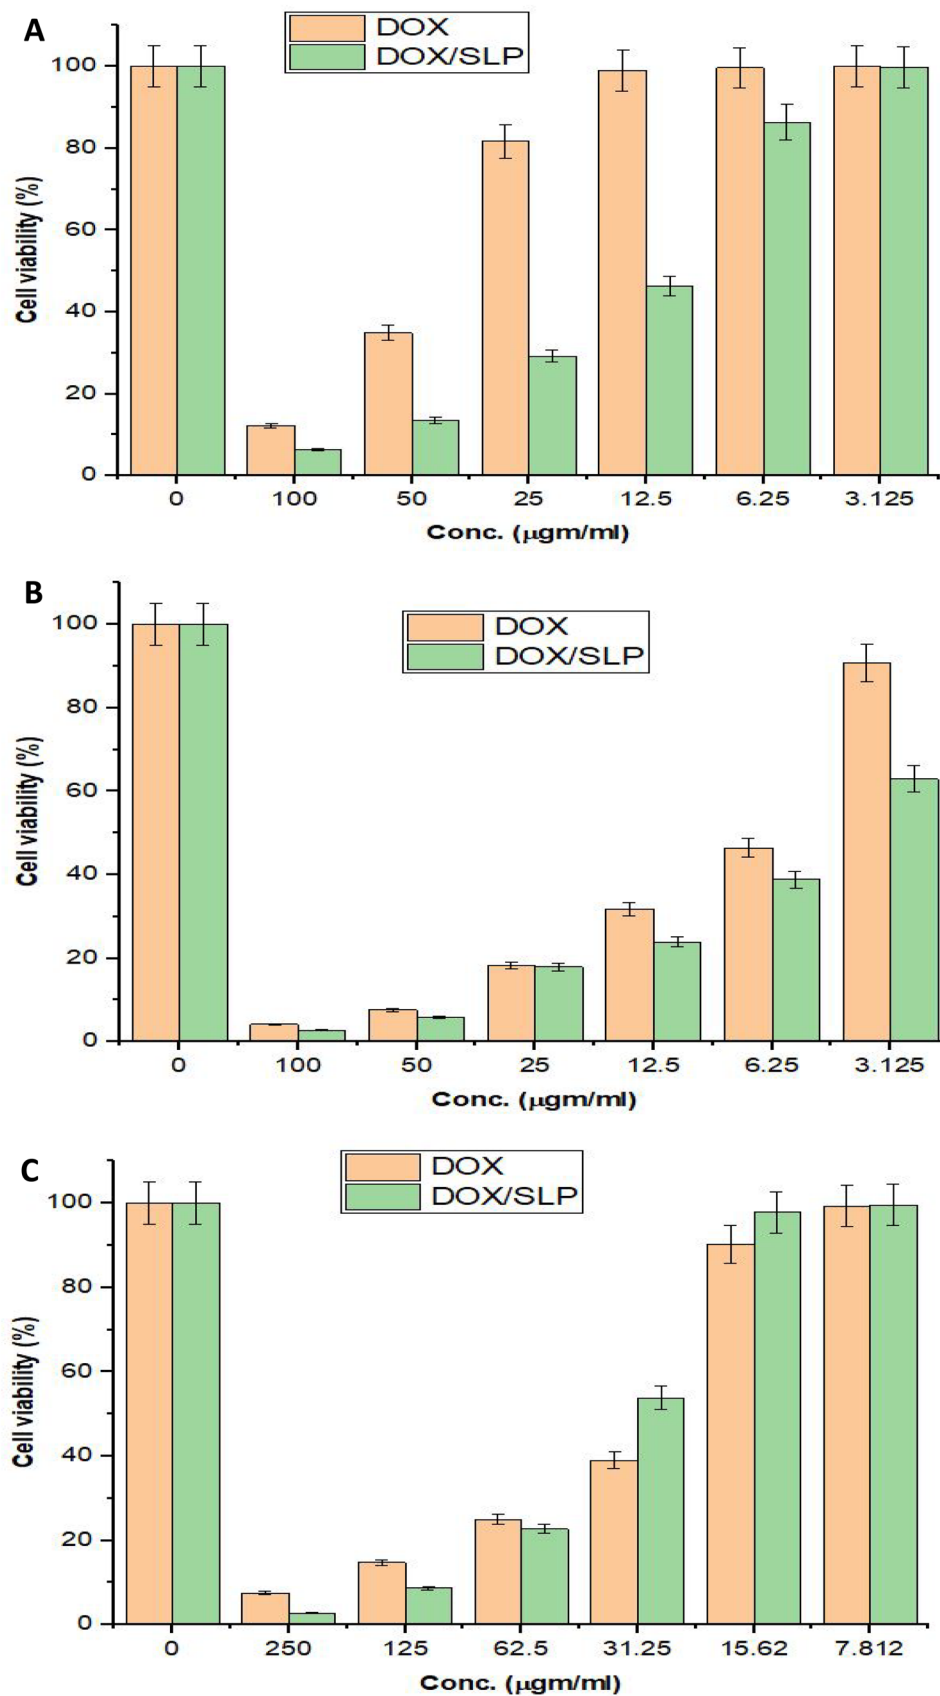 A
DOX
DOX/SLP
100
80
60
40
20
0
Cell viability (%)
0 100 50 25 12.5 6.25 3.125
Conc. (µgm/ml)
B
DOX
DOX/SLP
100
80
60
40
20
0
Cell viability (%)
0 100 50 25 12.5 6.25 3.125
Conc. (µgm/ml)
C
DOX
DOX/SLP
100
80
60
40
20
0
Cell viability (%)
0 250 125 62.5 31.25 15.62 7.812
Conc. (µgm/ml)